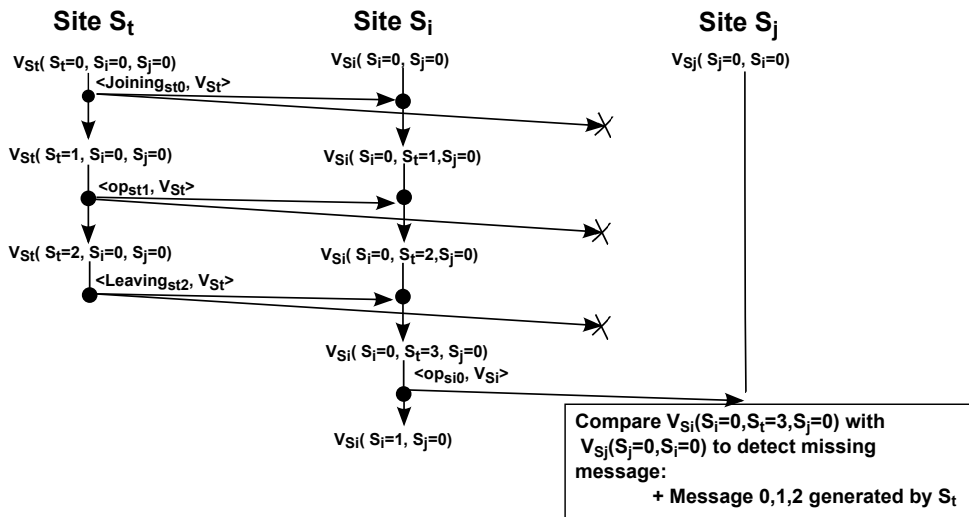 Site St
Site Si
Site Sj
VSt( St=0, Si=0, Sj=0)
VSi( Si=0, Sj=0)
VSj( Sj=0, Si=0)
<Joiningst0, VSt>
VSt( St=1, Si=0, Sj=0)
VSi( Si=0, St=1,Sj=0)
<opst1, VSt>
VSt( St=2, Si=0, Sj=0)
VSi( Si=0, St=2,Sj=0)
<Leavingst2, VSt>
VSi( Si=0, St=3, Sj=0)
<opsi0, VSi>
VSi( Si=1, Sj=0)
Compare VSi(Si=0,St=3,Sj=0) with
VSj(Sj=0,Si=0) to detect missing
message:
+ Message 0,1,2 generated by St